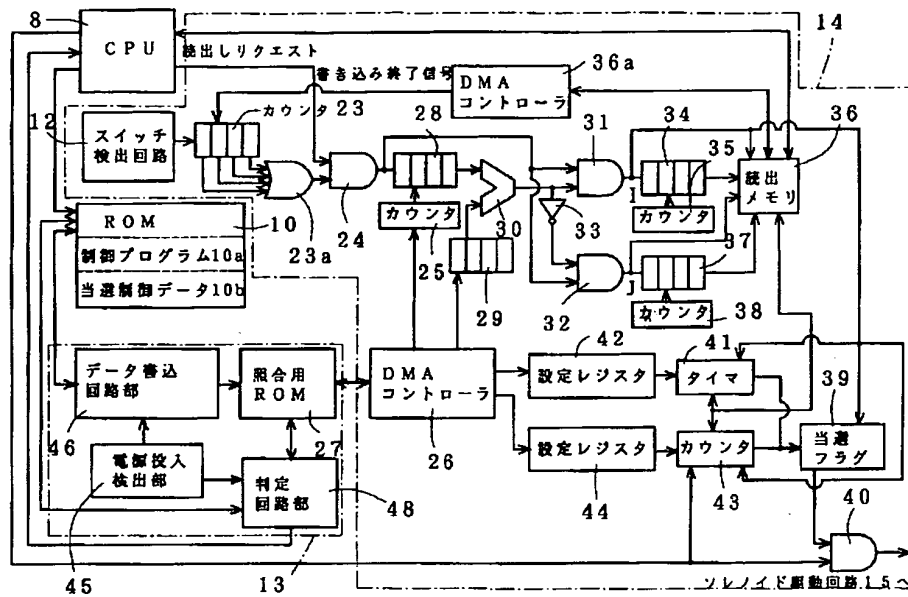 8
CPU
読出しリクエスト
14
書き込み終了信号
36a
DMA
コントローラ
12
スイッチ
検出回路
カウンタ
23
28
31
34
35
36
読出
メモリ
24
23a
カウンタ
25
30
33
I
カウンタ
ROM
10
制御プログラム10a
当選制御データ10b
29
32
J
37
カウンタ
38
42
41
データ書込
回路部
46
照合用
ROM
27
DMA
コントローラ
26
設定レジスタ
タイマ
39
当選
フラグ
電源投入
検出部
45
判定
回路部
48
設定レジスタ
44
カウンタ
43
40
13
ソレノイド駆動回路15へ